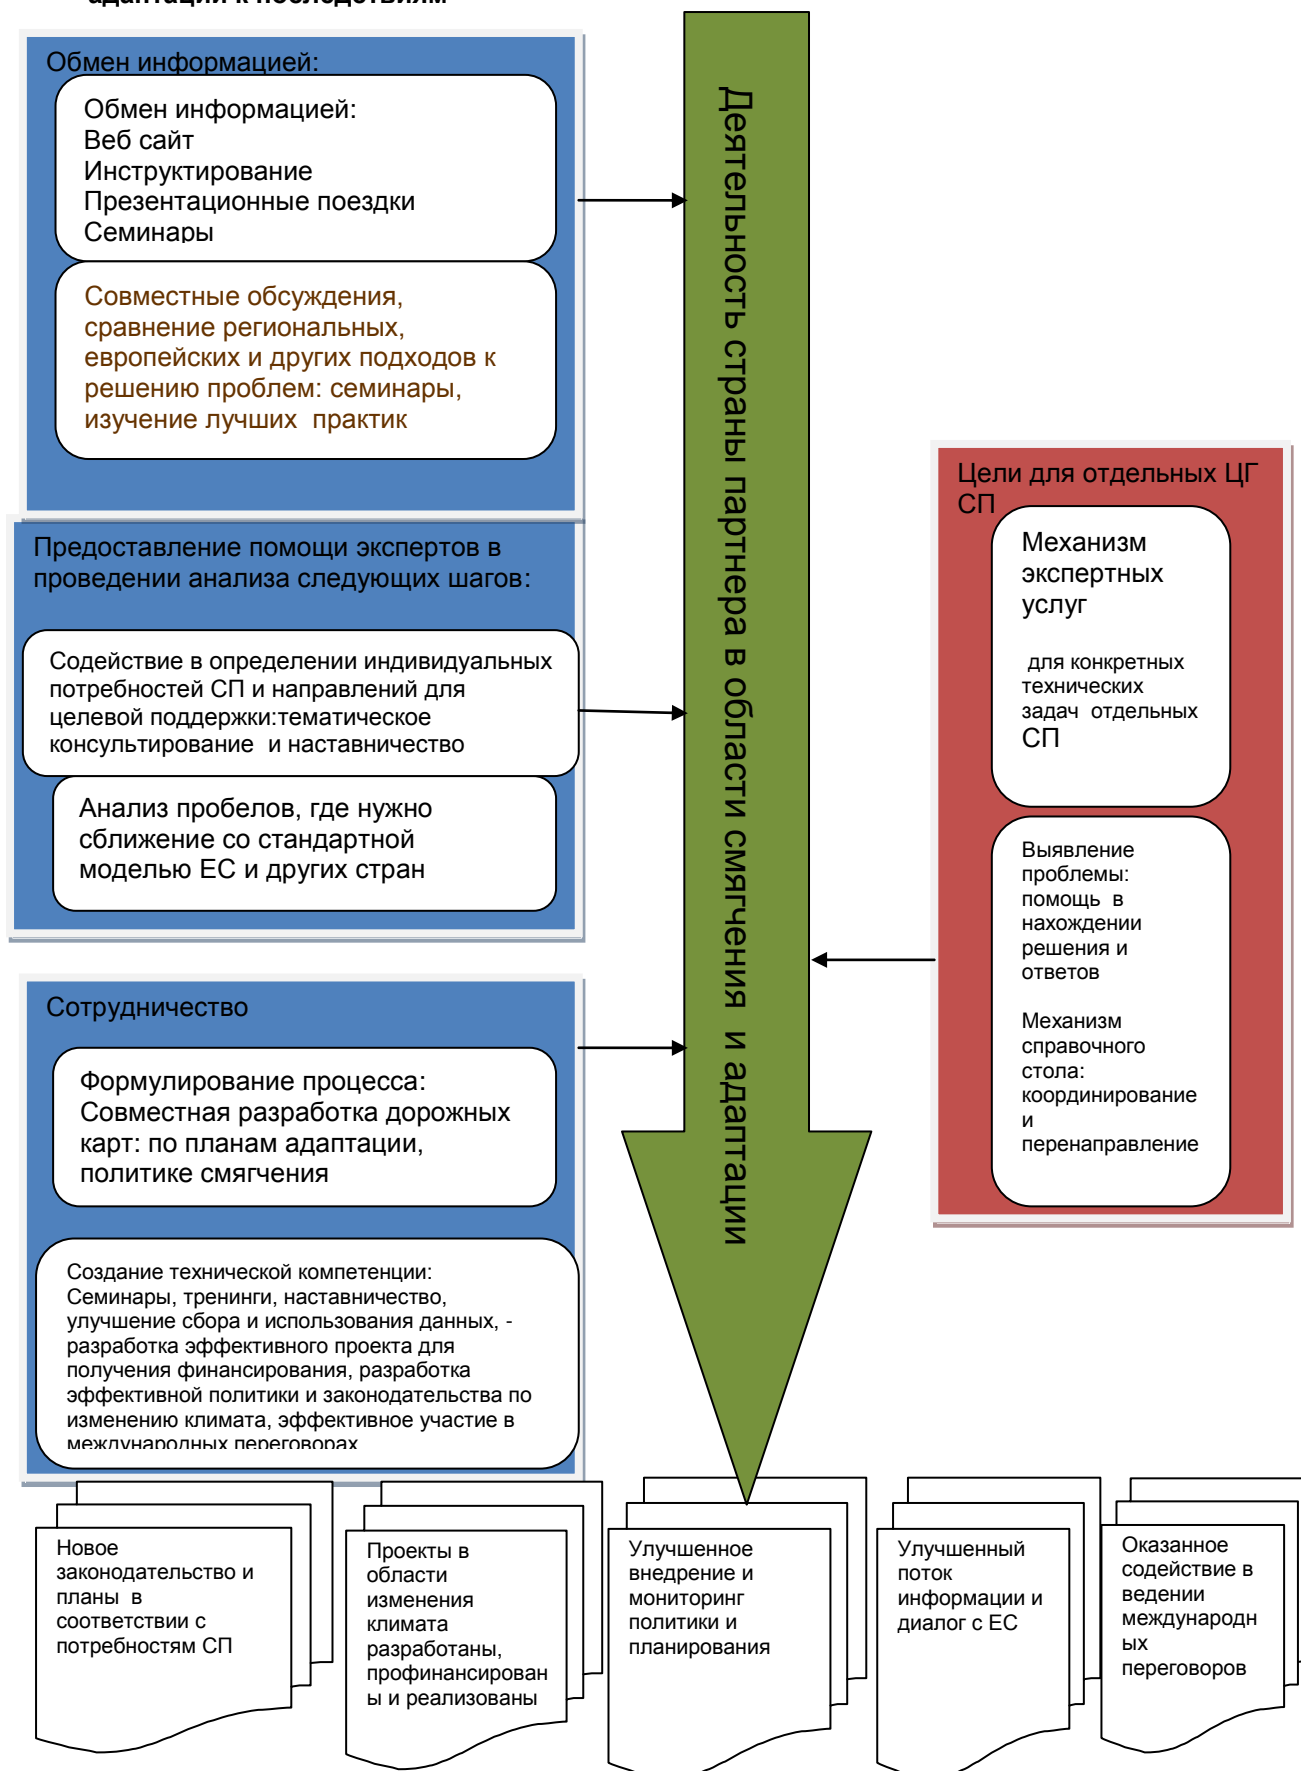 адаптации к последствиям
Обмен информацией:
Обмен информацией:
Веб сайт
Инструктирование
Презентационные поездки
Семинары
Совместные обсуждения,
сравнение региональных,
европейских и других подходов к
решению проблем: семинары,
изучение лучших  практик
Предоставление помощи экспертов в
проведении анализа следующих шагов:
Содействие в определении индивидуальных
потребностей СП и направлений для
целевой поддержки:тематическое
консультирование  и наставничество
Анализ пробелов, где нужно
сближение со стандартной
моделью ЕС и других стран
Сотрудничество
Формулирование процесса:
Совместная разработка дорожных
карт: по планам адаптации,
политике смягчения
Создание технической компетенции:
Семинары, тренинги, наставничество,
улучшение сбора и использования данных, -
разработка эффективного проекта для
получения финансирования, разработка
эффективной политики и законодательства по
изменению климата, эффективное участие в
международных переговорах
Деятельность страны партнера в области смягчения  и адаптации
Цели для отдельных ЦГ
СП
Механизм
экспертных
услуг
для конкретных
технических
задач  отдельных
СП
Выявление
проблемы:
помощь  в
нахождении
решения и
ответов
Механизм
справочного
стола:
координирование
и
перенаправление
Новое
законодательство и
планы  в
соответствии с
потребностям СП
Проекты в
области
изменения
климата
разработаны,
профинансирован
ы и реализованы
Улучшенное
внедрение и
мониторинг
политики и
планирования
Улучшенный
поток
информации и
диалог с ЕС
Оказанное
содействие в
ведении
международн
ых
переговоров